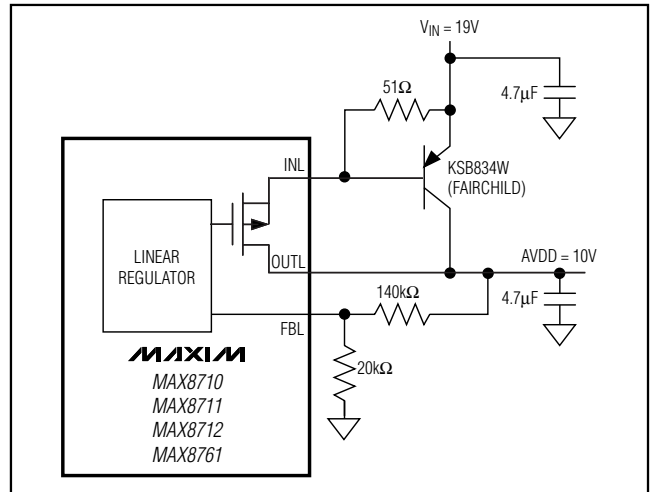 VIN = 19V
51Ω
4.7μF
INL
KSB834W
(FAIRCHILD)
LINEAR
REGULATOR
OUTL
AVDD = 10V
140kΩ
4.7μF
FBL
MAXIM
20kΩ
MAX8710
MAX8711
MAX8712
MAX8761